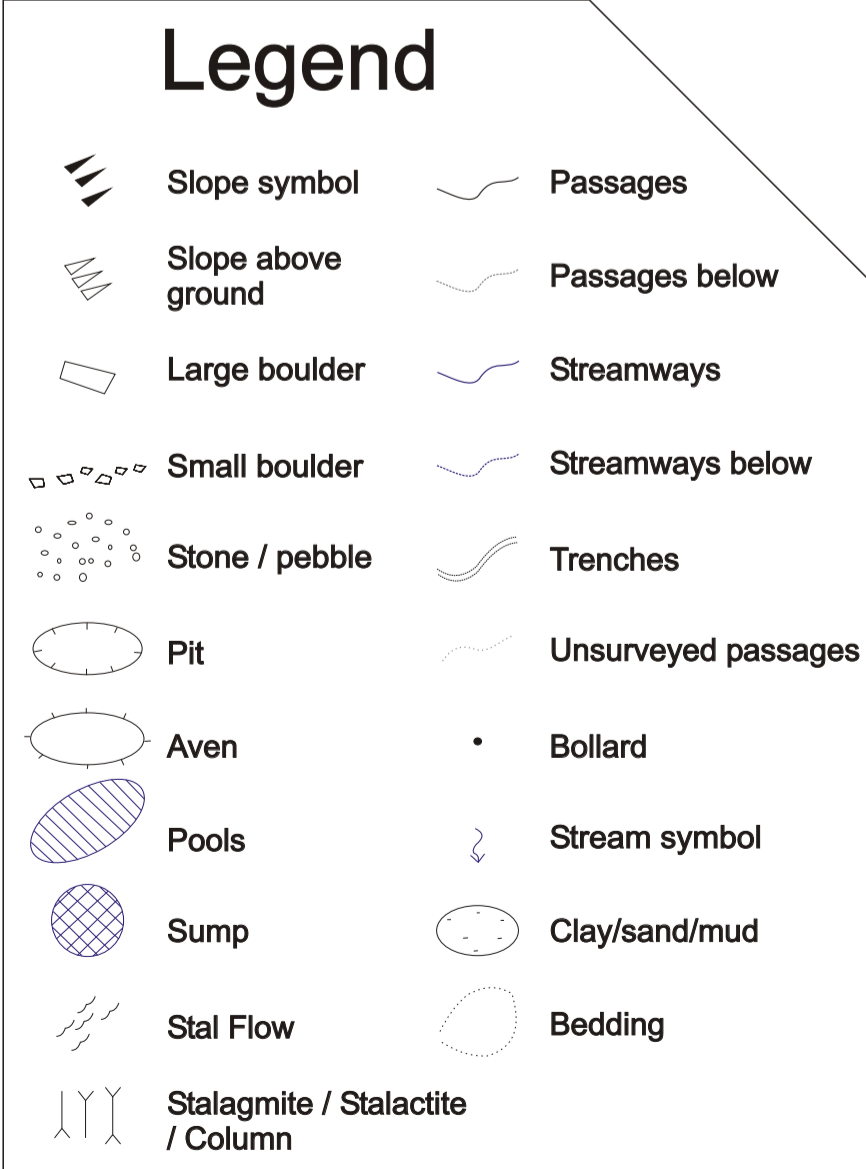 Legend
Slope symbol
Slope above
ground
Large boulder
Small boulder
Stone / pebble
Pit
Aven
Pools
Sump
Stal Flow
Stalagmite / Stalactite
/ Column
Passages
Passages below
Streamways
Streamways below
Trenches
Unsurveyed passages
Bollard
Stream symbol
Clay/sand/mud
Bedding